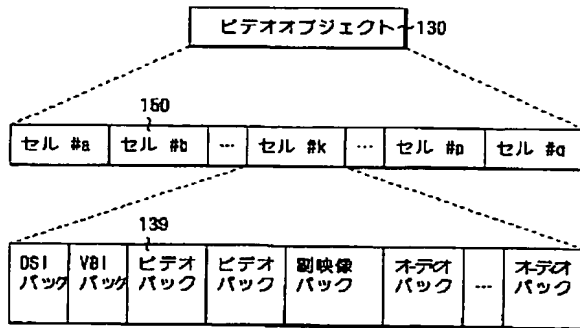 ビデオオブジェクト 130
150
セル #a セル #b … セル #k … セル #p セル #q
139
DSI VBI ビデオ ビデオ 副映像 オーデオ オーデオ
パック パック パック パック パック パック … パック